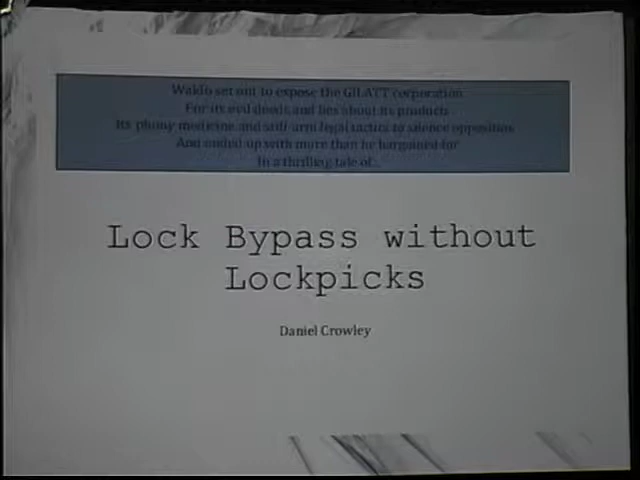 Waldo set out to expose the GILATT corporation
For its evil deeds and lies about its products
Its phony medicine and stiff-arm legal tactics to silence opposition
And ended up with more than he bargained for
In a thrilling tale of...
Lock Bypass without
Lockpicks
Daniel Crowley